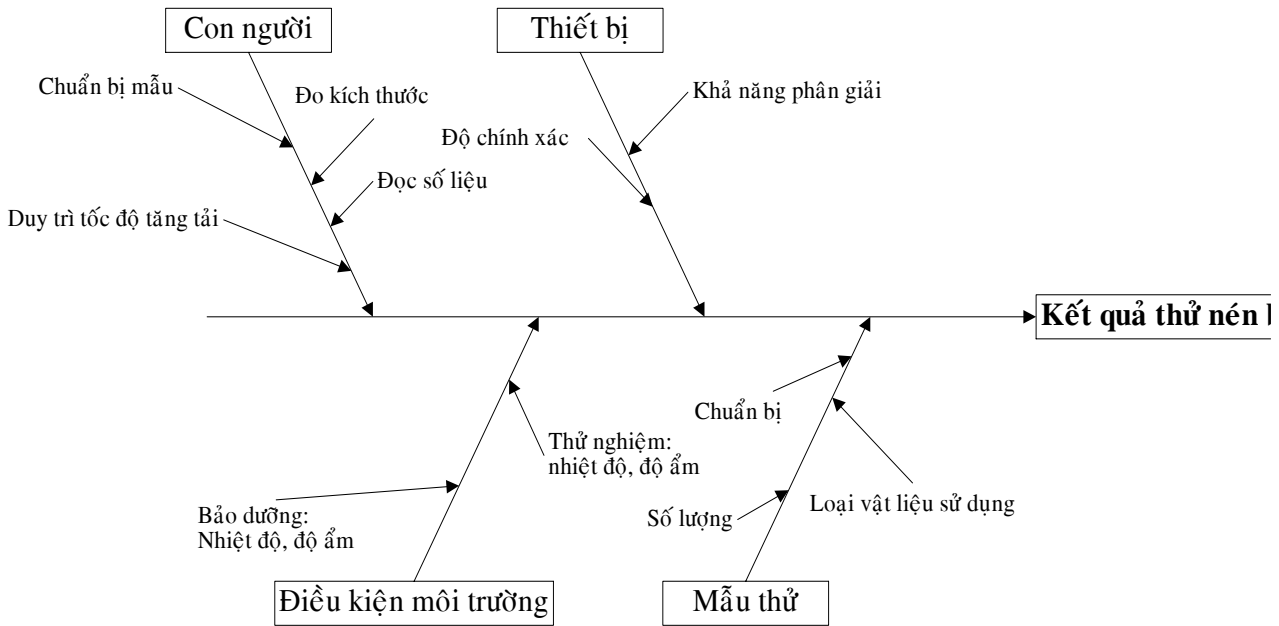 Con người
Thiết bị
Chuẩn bị mẫu
Đo kích thước
Khả năng phân giải
Độ chính xác
Đọc số liệu
Duy trì tốc độ tăng tải
Kết quả thử nén
Chuẩn bị
Thử nghiệm:
nhiệt độ, độ ẩm
Loại vật liệu sử dụng
Số lượng
Bảo dưỡng:
Nhiệt độ, độ ẩm
Điều kiện môi trường
Mẫu thử